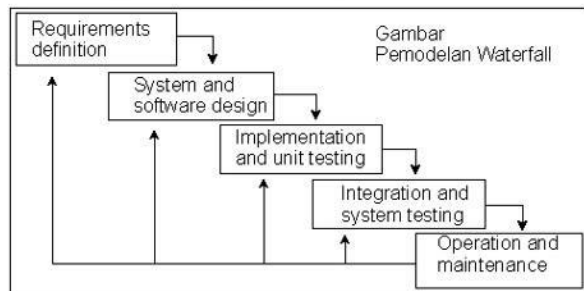 Requirements
definition
Gambar
Pemodelan Waterfall
System and
software design
Implementation
and unit testing
Integration and
system testing
Operation and
maintenance